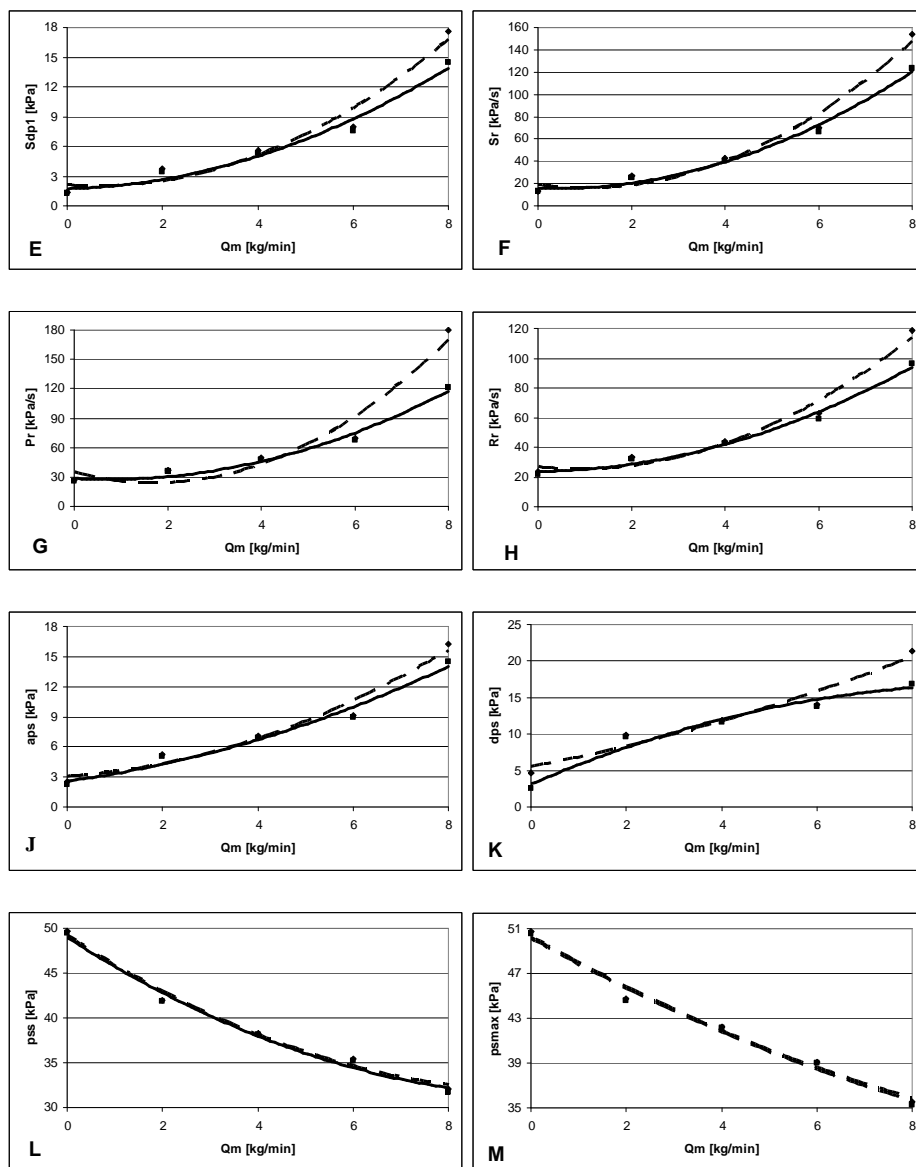 18
15
12
9
6
3
0
Sdp1 [kPa]
0 2 4 6 8
Qm [kg/min]
E
160
140
120
100
80
60
40
20
0
Sr [kPa/s]
0 2 4 6 8
Qm [kg/min]
F
180
150
120
90
60
30
0
Pr [kPa/s]
0 2 4 6 8
Qm [kg/min]
G
120
100
80
60
40
20
0
Rr [kPa/s]
0 2 4 6 8
Qm [kg/min]
H
18
15
12
9
6
3
0
aps [kPa]
0 2 4 6 8
Qm [kg/min]
J
25
20
15
10
5
0
dps [kPa]
0 2 4 6 8
Qm [kg/min]
K
50
45
40
35
30
pss [kPa]
0 2 4 6 8
Qm [kg/min]
L
51
47
43
39
35
psmax [kPa]
0 2 4 6 8
Qm [kg/min]
M